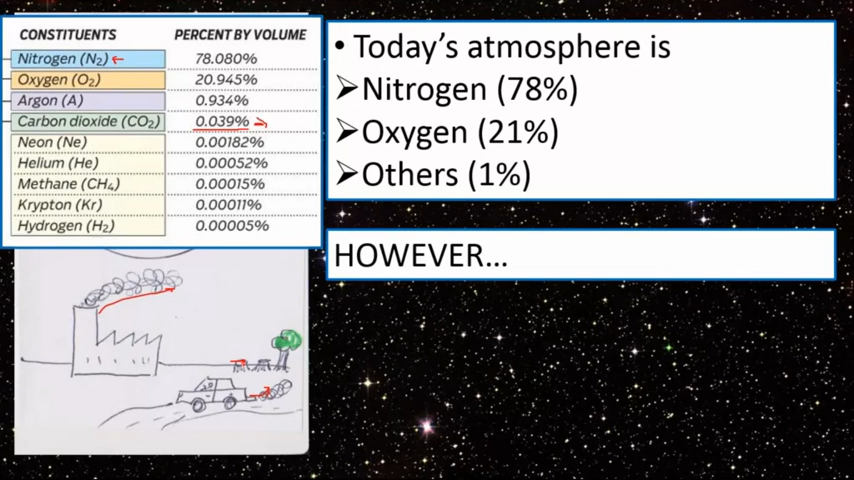 CONSTITUENTS PERCENT BY VOLUME
Nitrogen (N₂) 78.080%
Oxygen (O₂) 20.945%
Argon (A) 0.934%
Carbon dioxide (CO₂) 0.039%
Neon (Ne) 0.00182%
Helium (He) 0.00052%
Methane (CH₄) 0.00015%
Krypton (Kr) 0.00011%
Hydrogen (H₂) 0.00005%
• Today's atmosphere is
➢Nitrogen (78%)
➢Oxygen (21%)
➢Others (1%)
HOWEVER...